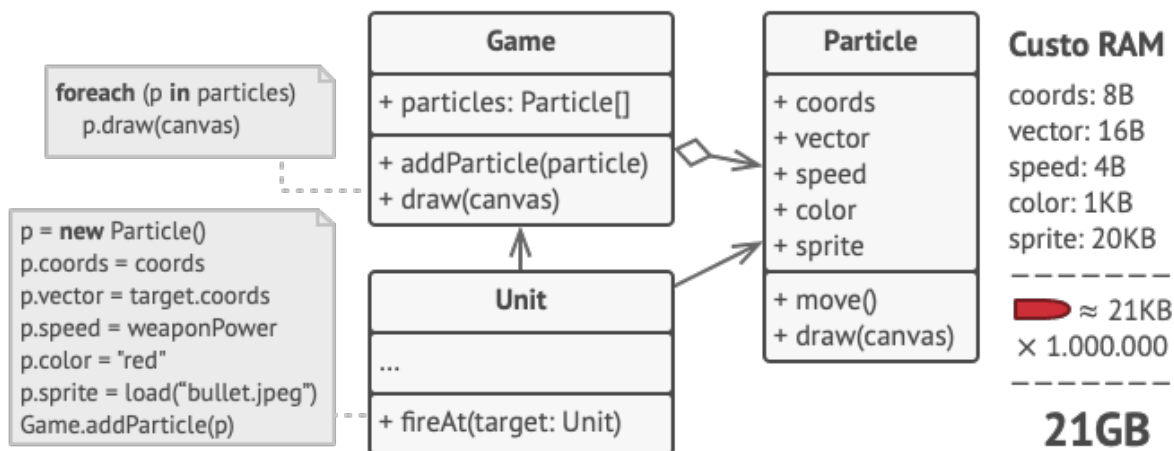 foreach (p in particles)
p.draw(canvas)
p = new Particle()
p.coords = coords
p.vector = target.coords
p.speed = weaponPower
p.color = "red"
p.sprite = load(“bullet.jpeg”)
Game.addParticle(p)
Game
+ particles: Particle[]
+ addParticle(particle)
+ draw(canvas)
Unit
...
+ fireAt(target: Unit)
Particle
+ coords
+ vector
+ speed
+ color
+ sprite
+ move()
+ draw(canvas)
Custo RAM
coords: 8B
vector: 16B
speed: 4B
color: 1KB
sprite: 20KB
≈ 21KB
× 1.000.000
21GB